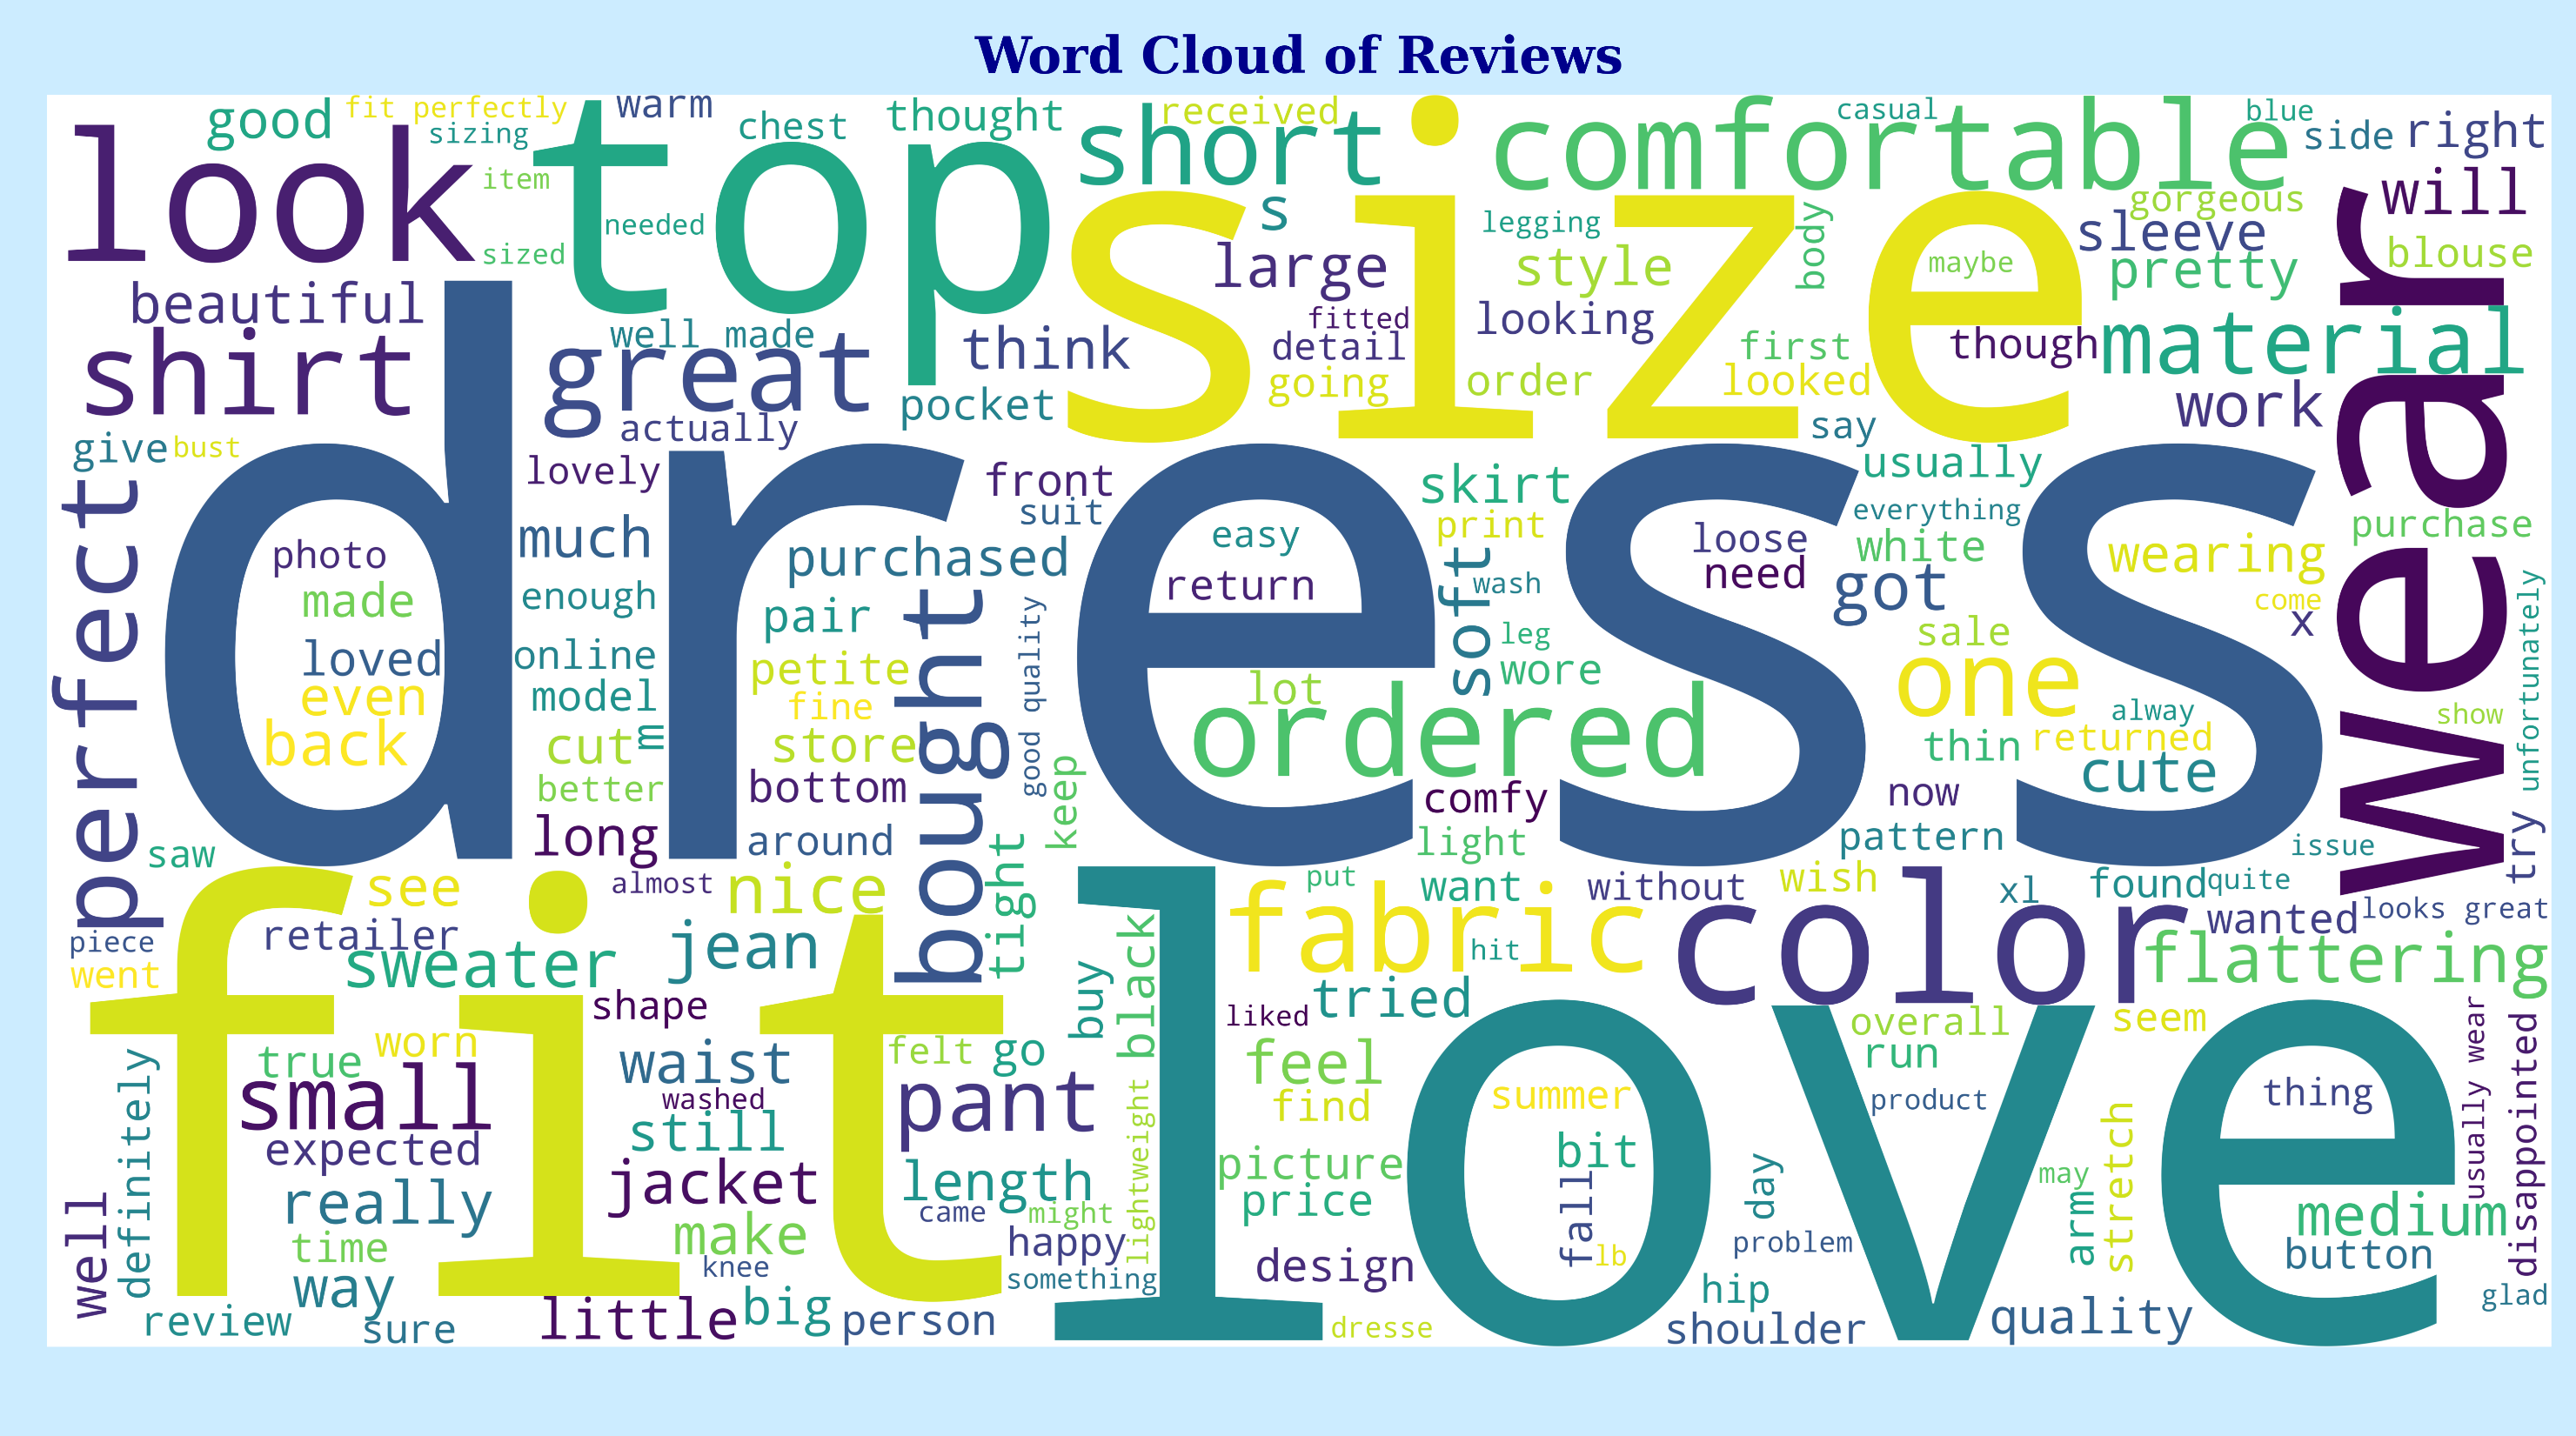 Word Cloud of Reviews
good
fit perfectly
sizing
warm
chest
thought
received
short
comfortable
casual
blue
side
right
look
top
item
needed
sized
s
legging
body
gorgeous
will
size
large
style
maybe
sleeve
pretty
blouse
wear
beautiful
well made
fitted
looking
shirt
great
think
detail
first
though
material
going
order
looked
work
pocket
actually
say
give
bust
lovely
front
skirt
usually
dress
perfect
photo
much
suit
purchased
easy
print
loose
everything
white
wearing
purchase
return
wash
need
got
come
x
made
enough
pair
good quality
soft
leg
sale
unfortunately
loved
online
petite
bought
lot
wore
one
even
model
fine
ordered
alway
show
back
cut
m
store
thin
returned
better
bottom
keep
comfy
now
cute
long
around
tight
light
pattern
issue
try
saw
see
almost
nice
put
want
without
wish
xl
found
quite
fit
love
retailer
jean
fabric
color
wanted
looks great
piece
sweater
black
hit
flattering
went
shape
buy
liked
tried
true
worn
waist
felt
go
feel
overall
seem
run
usually wear
disappointed
definitely
small
washed
pant
lightweight
find
summer
product
thing
expected
still
picture
bit
stretch
may
well
really
jacket
length
price
fall
day
arm
medium
time
make
came
might
happy
design
lb
problem
button
way
knee
something
hip
glad
review
sure
little
big
person
dresse
shoulder
quality